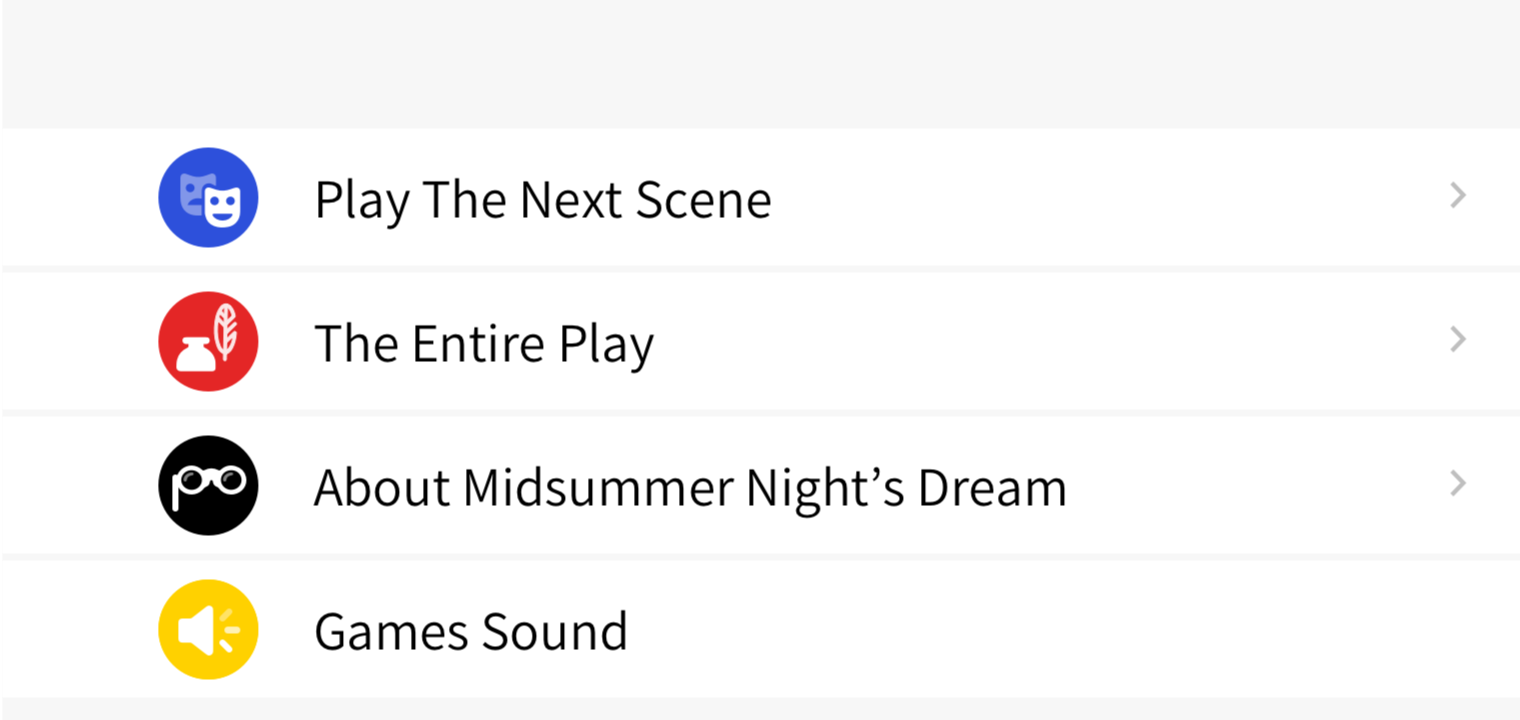 Play The Next Scene
The Entire Play
About Midsummer Night’s Dream
Games Sound